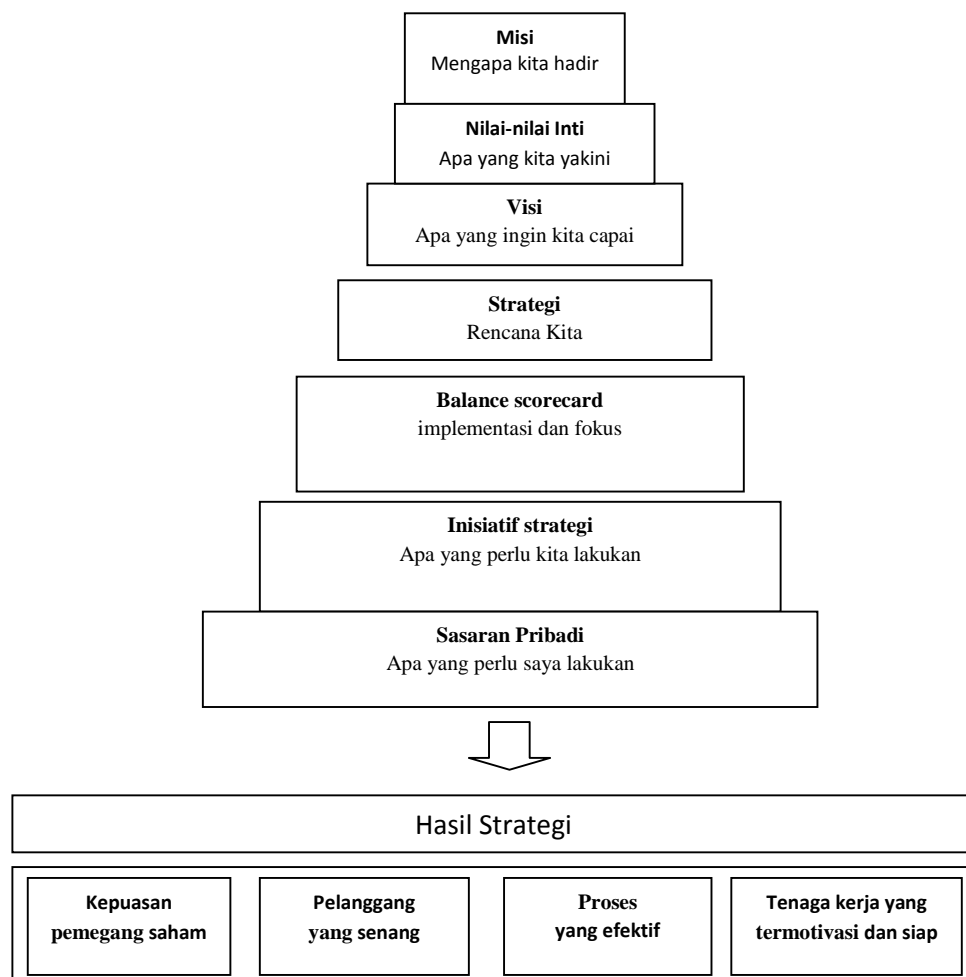 Misi
Mengapa kita hadir
Nilai-nilai Inti
Apa yang kita yakini
Visi
Apa yang ingin kita capai
Strategi
Rencana Kita
Balance scorecard
implementasi dan fokus
Inisiatif strategi
Apa yang perlu kita lakukan
Sasaran Pribadi
Apa yang perlu saya lakukan
Hasil Strategi
Kepuasan
pemegang saham
Pelanggang
yang senang
Proses
yang efektif
Tenaga kerja yang
termotivasi dan siap